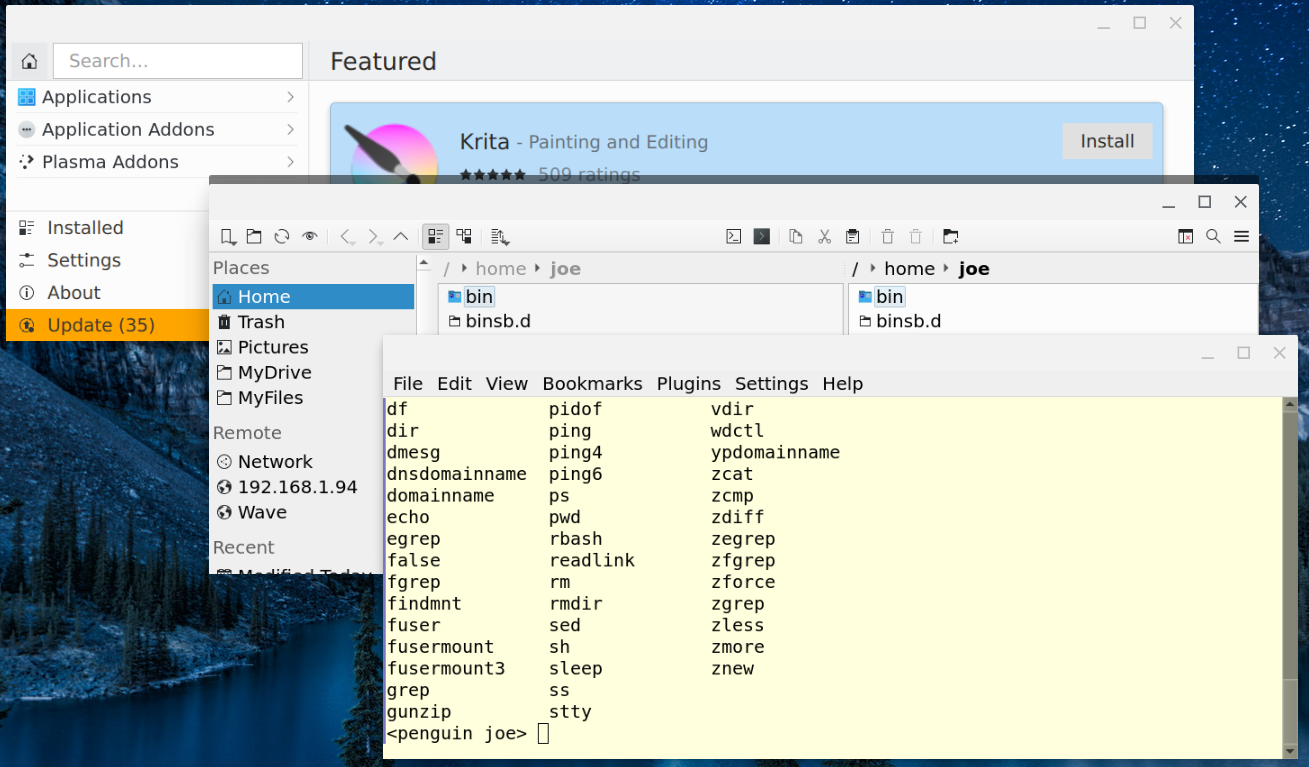 Search...
Featured
Applications
Application Addons
Plasma Addons
Krita - Painting and Editing
Install
509 ratings
Installed
Settings
About
Update (35)
Places
Home
Trash
Pictures
MyDrive
MyFiles
Remote
Network
192.168.1.94
Wave
Recent
Modified Today
/ home joe
bin
binsb.d
/ home joe
bin
binsb.d
File Edit View Bookmarks Plugins Settings Help
df pidof vdir
dir ping wdctl
dmesg ping4 ypdomainname
dnsdomainname ping6 zcat
domainname ps zcmp
echo pwd zdiff
egrep rbash zegrep
false readlink zfgrep
fgrep rm zforce
findmnt rmdir zgrep
fuser sed zless
fusermount sh zmore
fusermount3 sleep znew
grep ss
gunzip stty
<penguin joe>